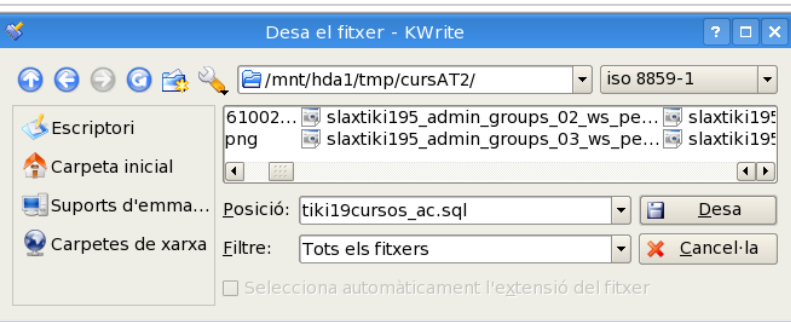 Desa el fitxer - KWrite
/mnt/hda1/tmp/cursAT2/ iso 8859-1
Escriptori
Carpeta inicial
Suports d'emma...
Carpetes de xarxa
61002... slaxtiki195_admin_groups_02_ws_pe... slaxtiki195
png slaxtiki195_admin_groups_03_ws_pe... slaxtiki195
Posició: tiki19cursos_ac.sql Desa
Filtre: Tots els fitxers Cancel·la
Selecciona automàticament l'extensió del fitxer